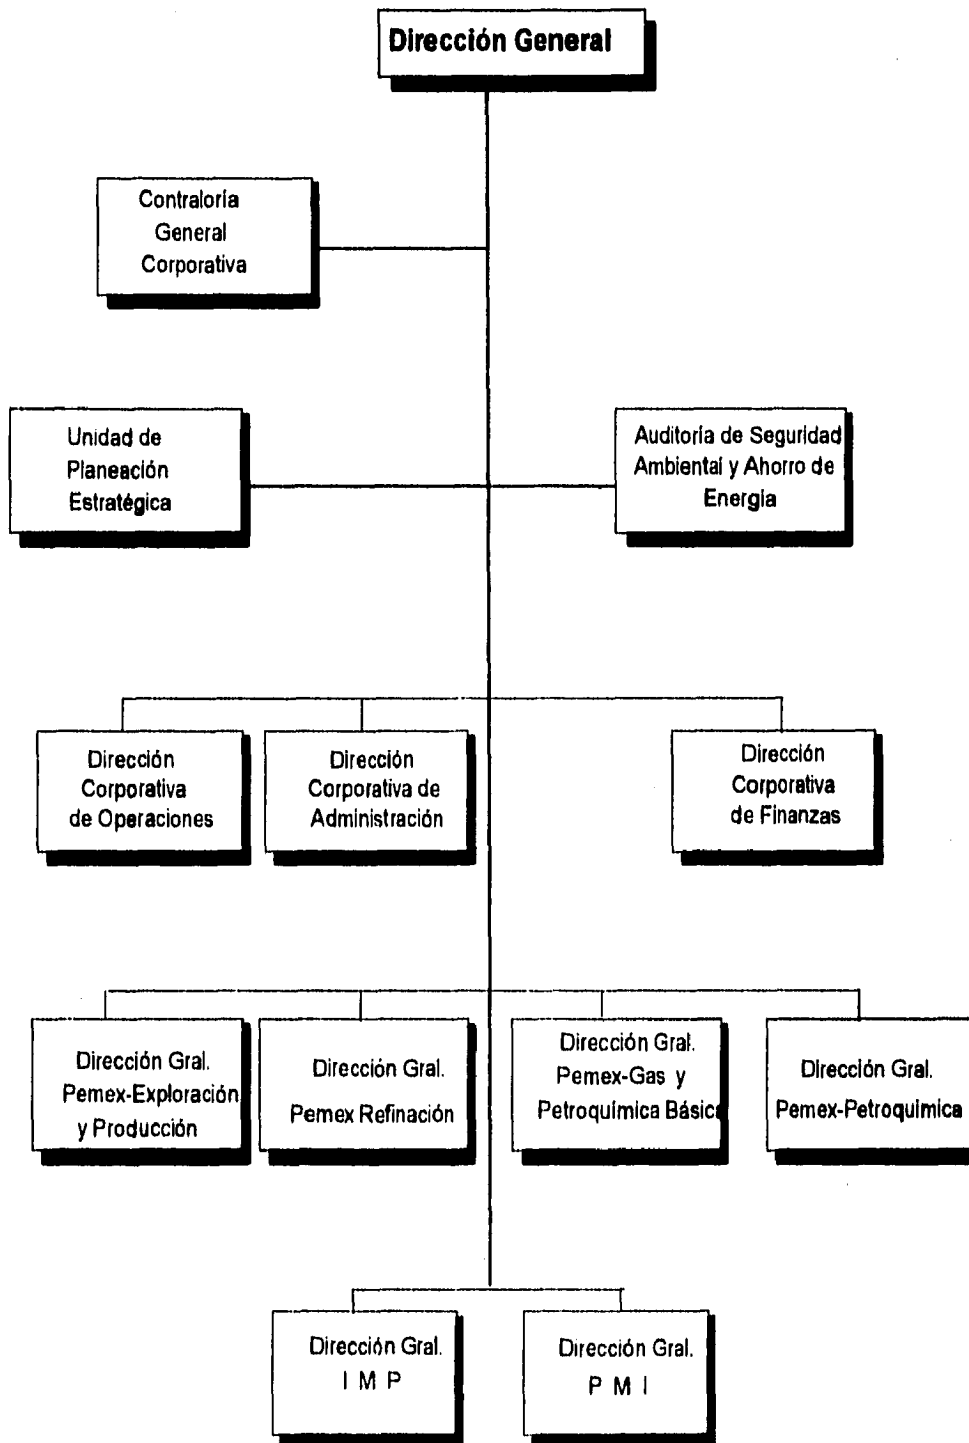 Dirección General
Contraloría
General
Corporativa
Unidad de
Planeación
Estratégica
Auditoría de Seguridad
Ambiental y Ahorro de
Energia
Dirección
Corporativa
de Operaciones
Dirección
Corporativa de
Administración
Dirección
Corporativa
de Finanzas
Dirección Gral.
Pemex-Exploración
y Producción
Dirección Gral.
Pemex Refinación
Dirección Gral.
Pemex-Gas y
Petroquímica Básica
Dirección Gral.
Pemex-Petroquimica
Dirección Gral.
I M P
Dirección Gral.
P M I